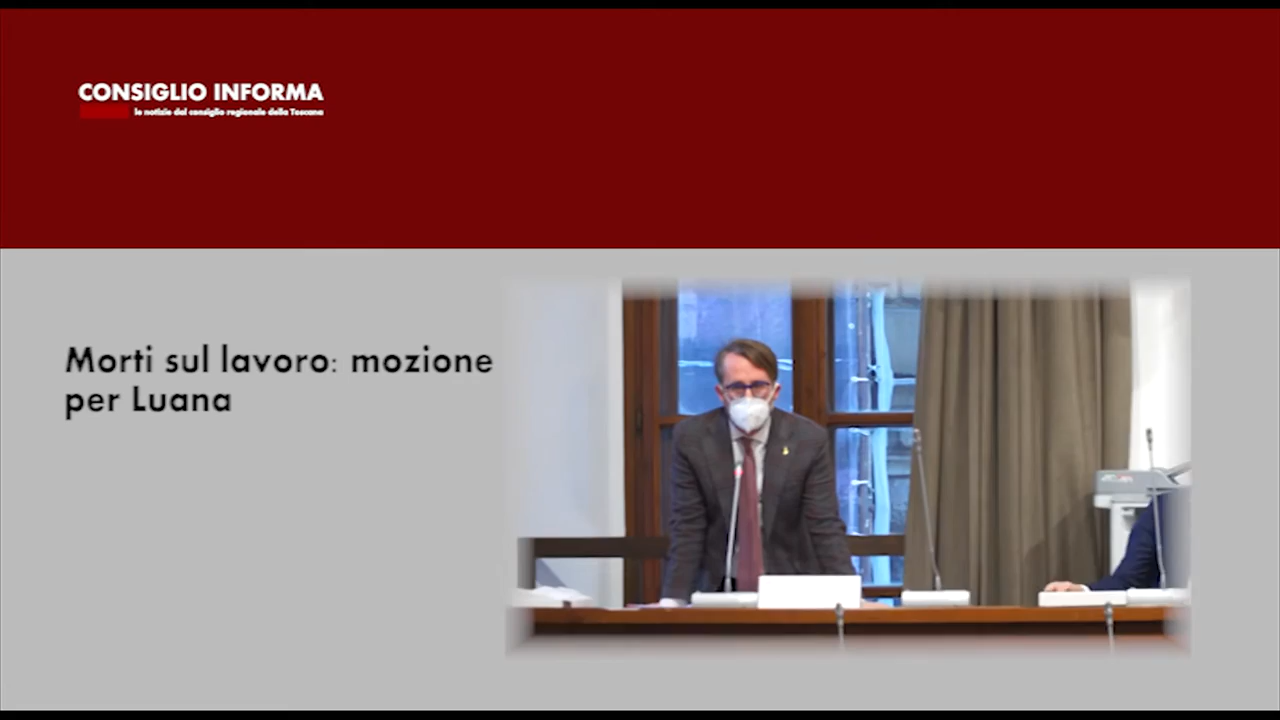 CONSIGLIO INFORMA
le notizie dal consiglio regionale della Toscana
Morti sul lavoro: mozione
per Luana